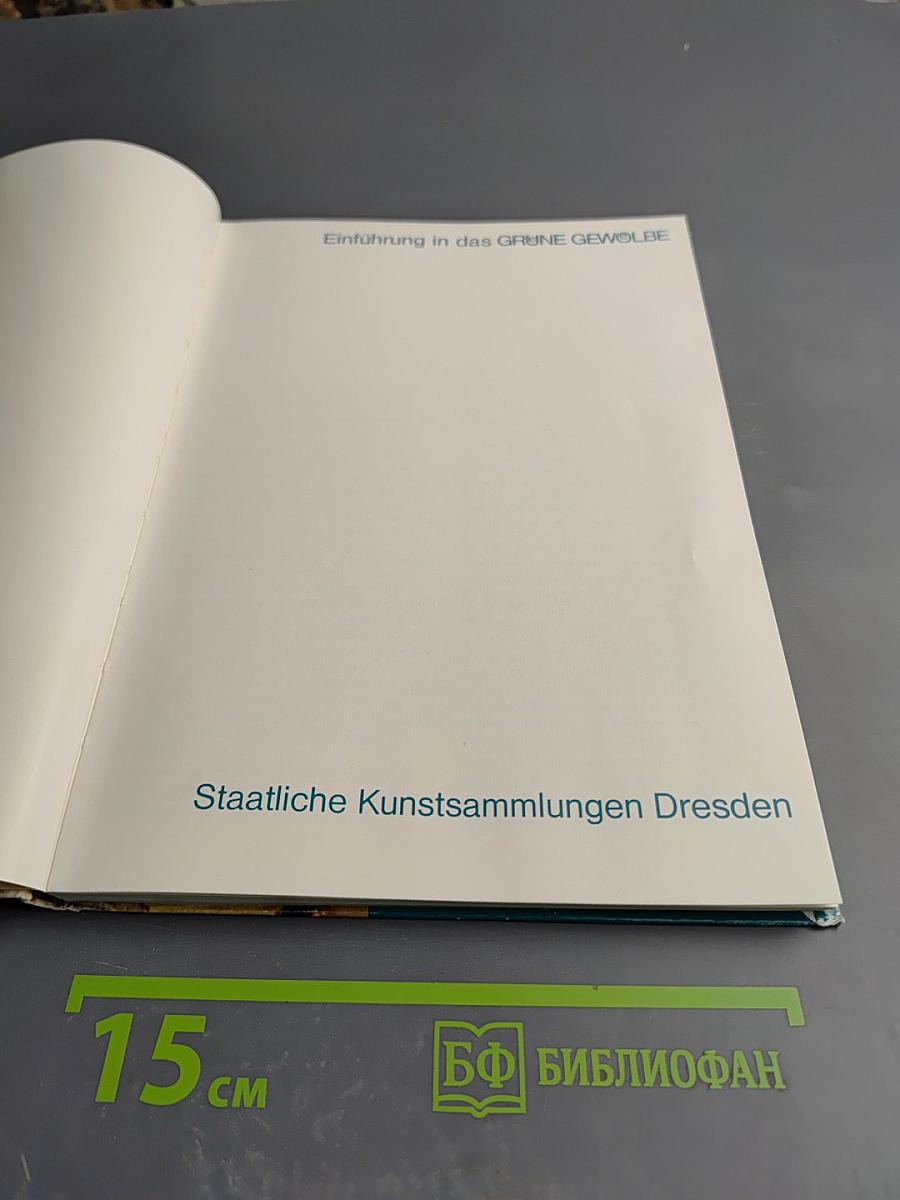 Einführung in das GRÜNE GEWÖLBE
Staatliche Kunstsammlungen Dresden
15 см
БФ БИБЛИОФАН